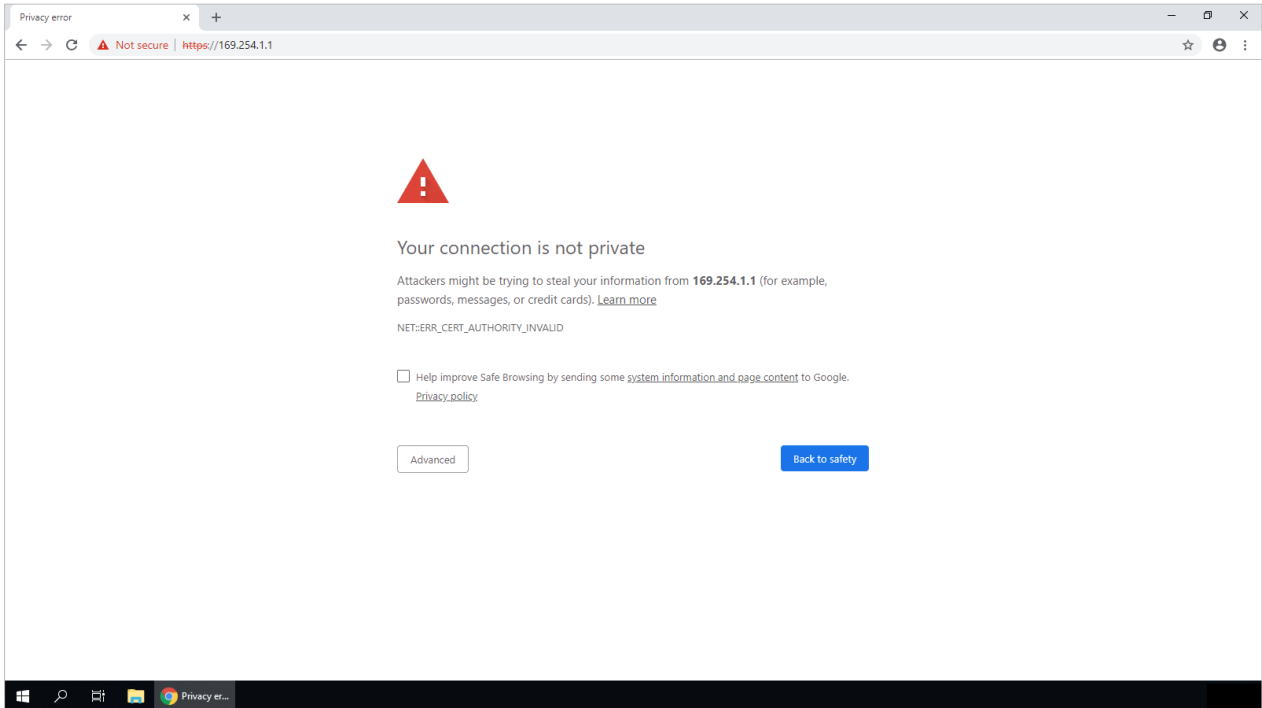 Privacy error
Not secure | https://169.254.1.1
Your connection is not private
Attackers might be trying to steal your information from 169.254.1.1 (for example,
passwords, messages, or credit cards). Learn more
NET::ERR_CERT_AUTHORITY_INVALID
Help improve Safe Browsing by sending some system information and page content to Google.
Privacy policy
Advanced
Back to safety
Privacy er...